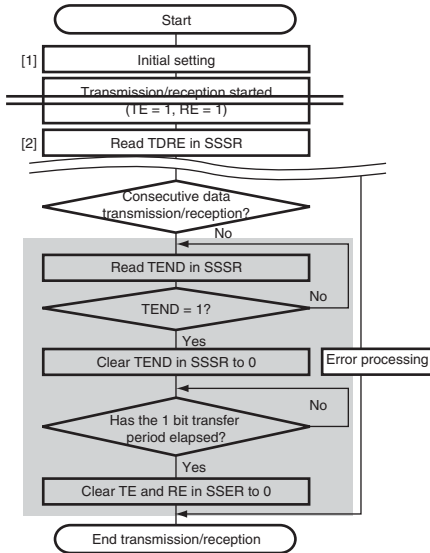 Start
[1]
Initial setting
Transmission/reception started
(TE = 1, RE = 1)
[2]
Read TDRE in SSSR
Consecutive data
transmission/reception?
No
Read TEND in SSSR
TEND = 1?
No
Yes
Clear TEND in SSSR to 0
Error processing
Has the 1 bit transfer
period elapsed?
No
Yes
Clear TE and RE in SSER to 0
End transmission/reception